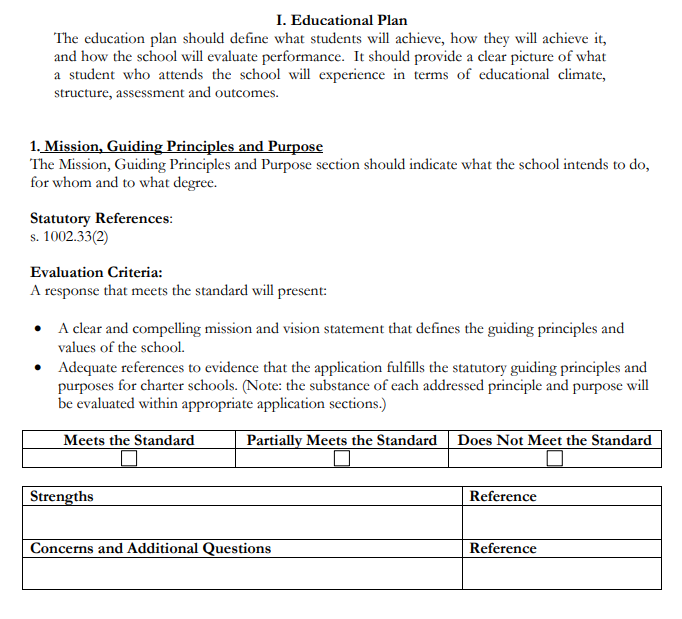 I. Educational Plan
The education plan should define what students will achieve, how they will achieve it,
and how the school will evaluate performance. It should provide a clear picture of what
a student who attends the school will experience in terms of educational climate,
structure, assessment and outcomes.
1. Mission, Guiding Principles and Purpose
The Mission, Guiding Principles and Purpose section should indicate what the school intends to do,
for whom and to what degree.
Statutory References:
s. 1002.33(2)
Evaluation Criteria:
A response that meets the standard will present:
• A clear and compelling mission and vision statement that defines the guiding principles and
values of the school.
• Adequate references to evidence that the application fulfills the statutory guiding principles and
purposes for charter schools. (Note: the substance of each addressed principle and purpose will
be evaluated within appropriate application sections.)
Meets the Standard Partially Meets the Standard Does Not Meet the Standard
☐ ☐ ☐
Strengths Reference
Concerns and Additional Questions Reference